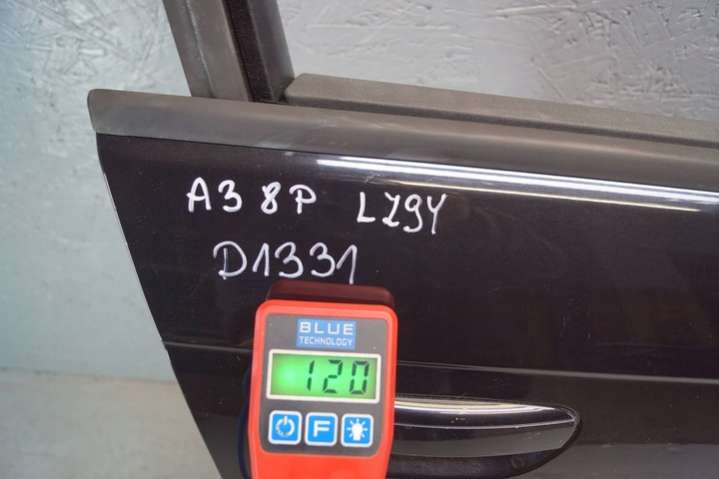 A3 8P LZ9Y
D1331
BLUE
TECHNOLOGY
120
F